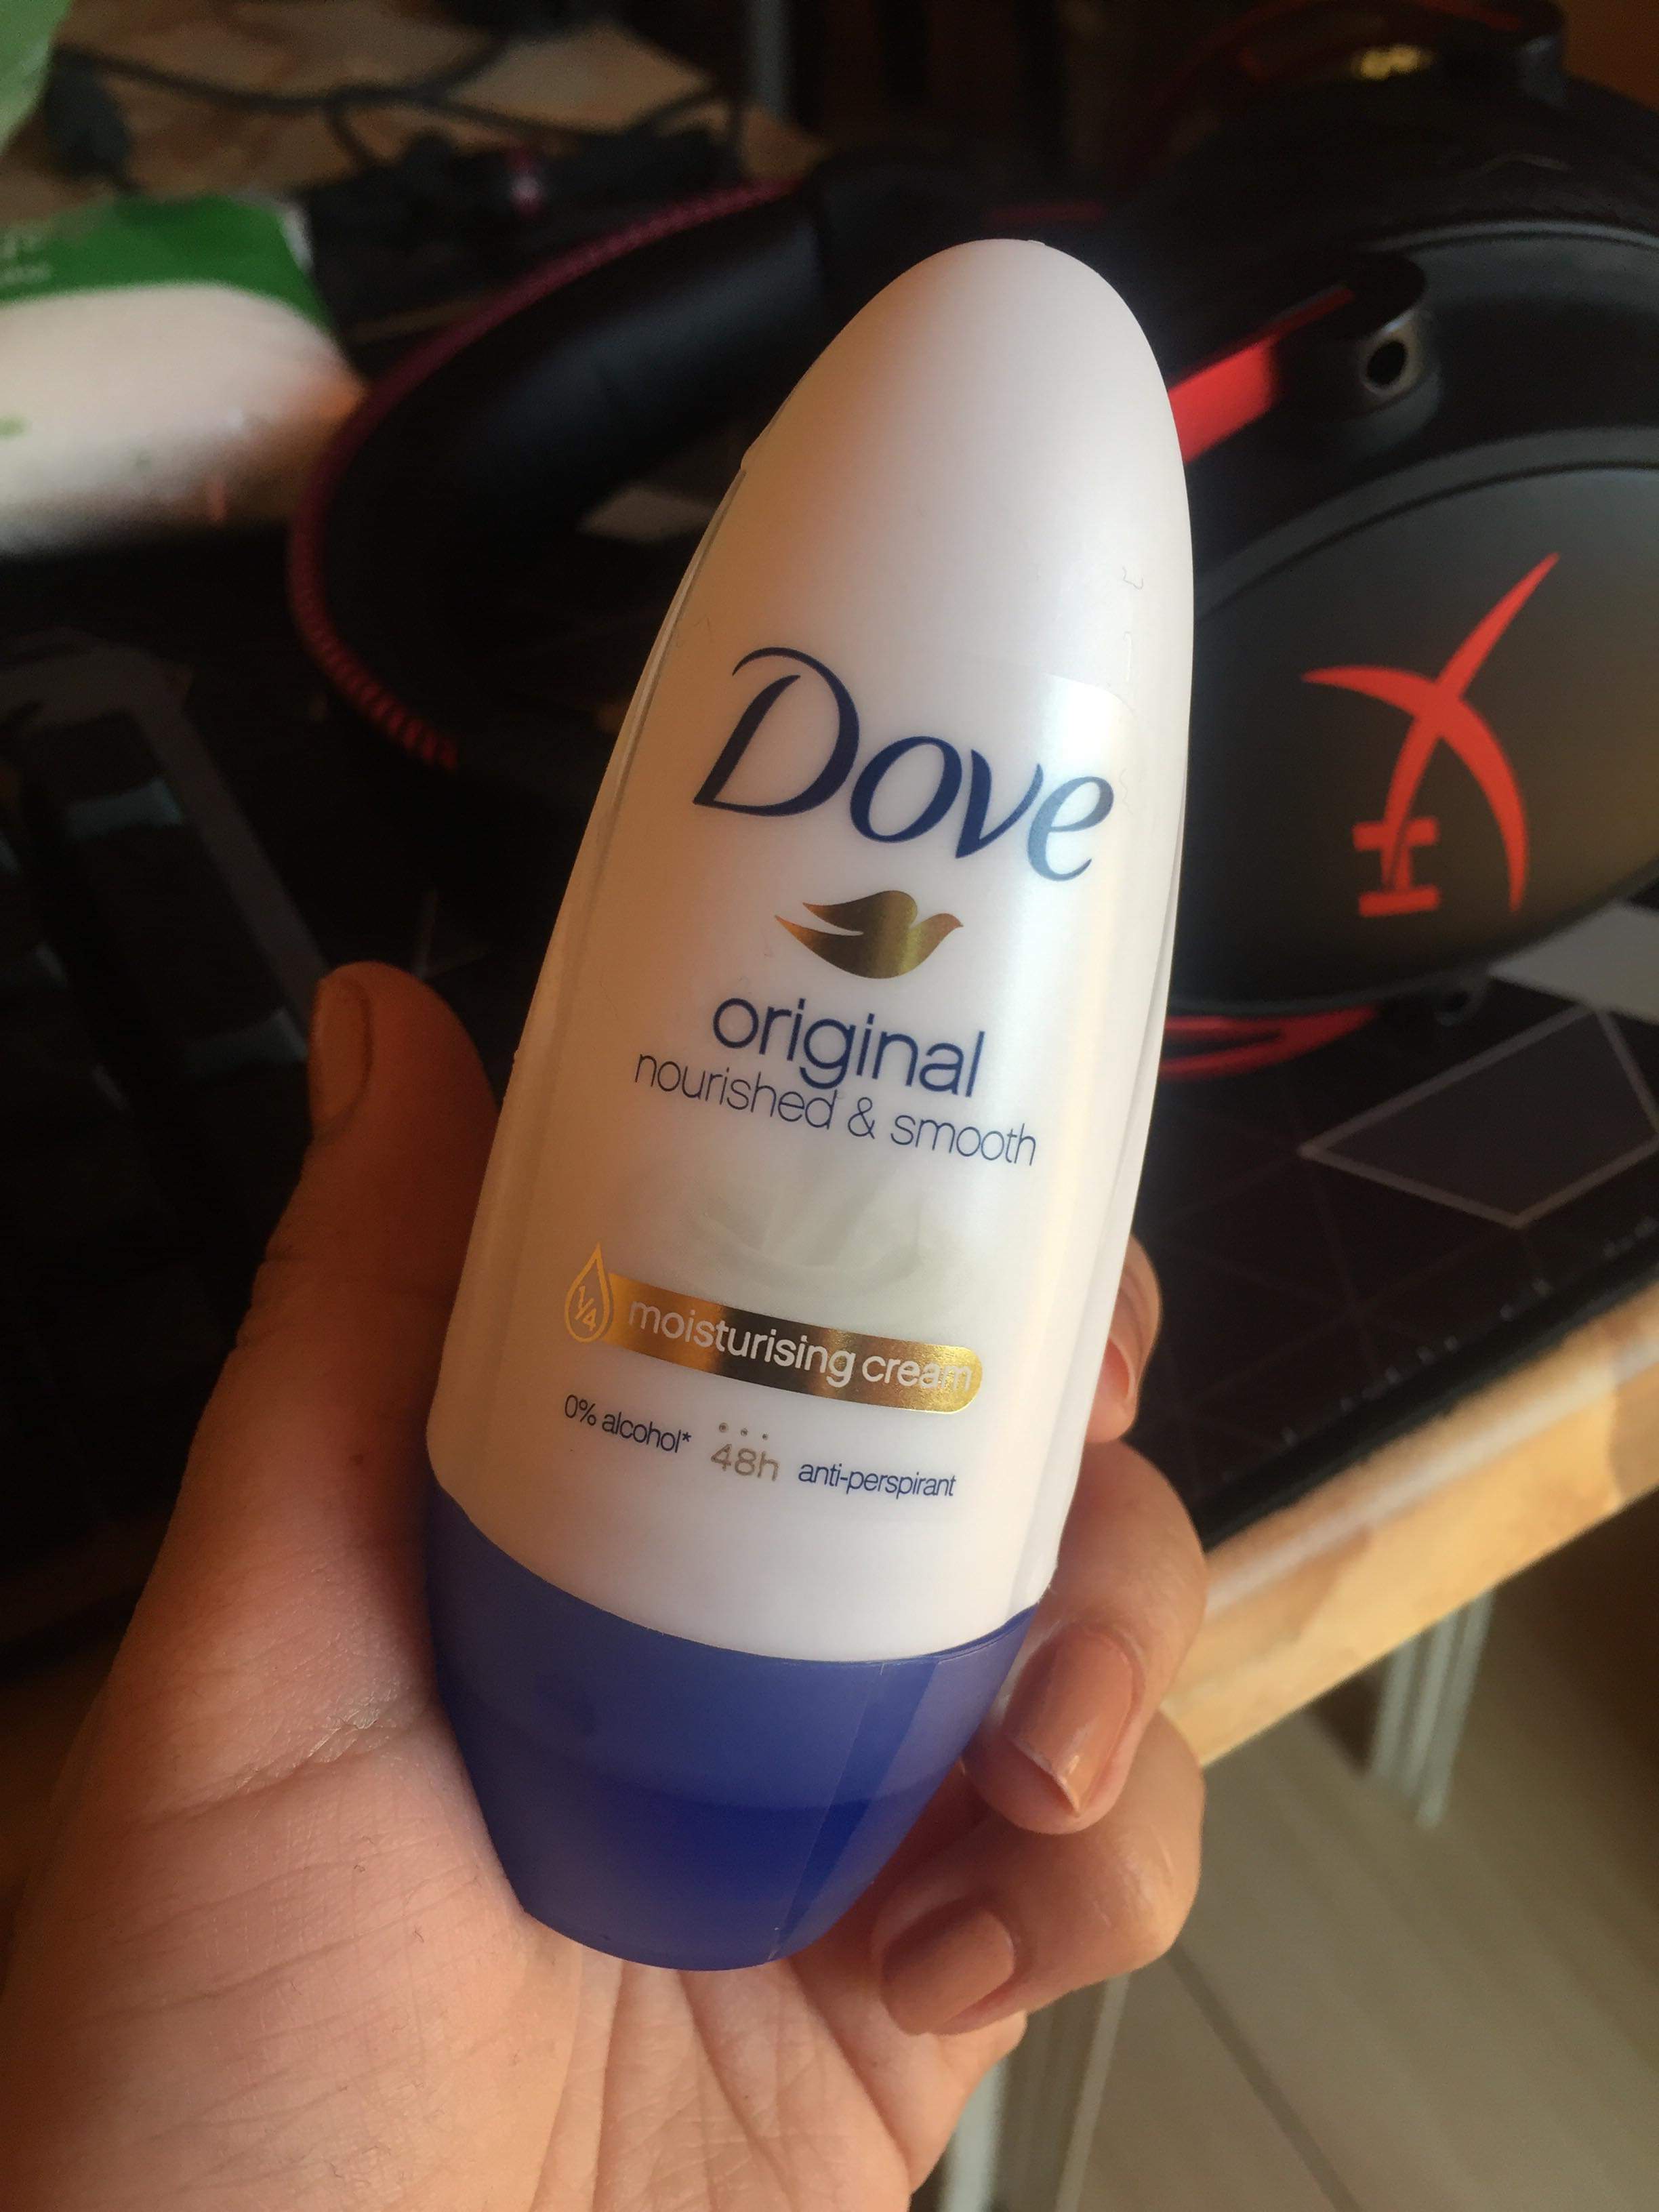 Dove
original
nourished & smooth
1/4 moisturising cream
0% alcohol* 48h anti-perspirant